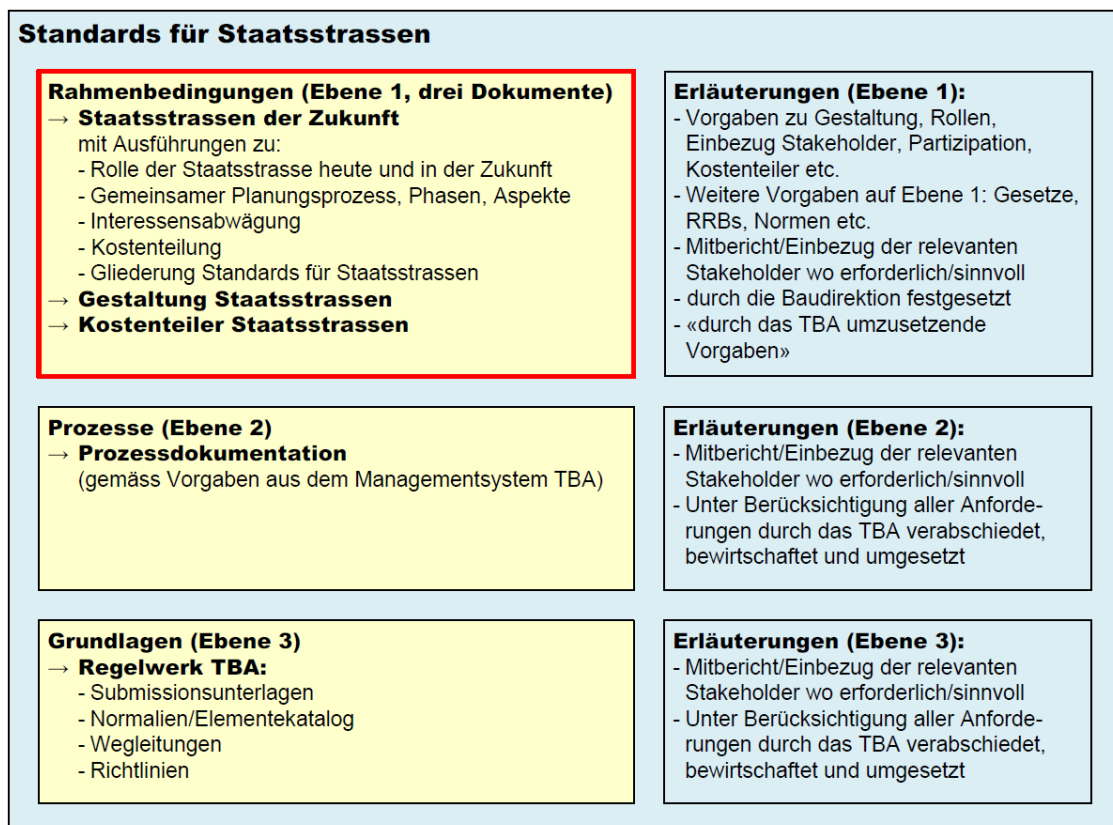 Standards für Staatsstrassen
Rahmenbedingungen (Ebene 1, drei Dokumente)
→ Staatsstrassen der Zukunft
mit Ausführungen zu:
- Rolle der Staatsstrasse heute und in der Zukunft
- Gemeinsamer Planungsprozess, Phasen, Aspekte
- Interessensabwägung
- Kostenteilung
- Gliederung Standards für Staatsstrassen
→ Gestaltung Staatsstrassen
→ Kostenteiler Staatsstrassen
Erläuterungen (Ebene 1):
- Vorgaben zu Gestaltung, Rollen,
Einbezug Stakeholder, Partizipation,
Kostenteiler etc.
- Weitere Vorgaben auf Ebene 1: Gesetze,
RRBs, Normen etc.
- Mitbericht/Einbezug der relevanten
Stakeholder wo erforderlich/sinnvoll
- durch die Baudirektion festgesetzt
- «durch das TBA umzusetzende
Vorgaben»
Prozesse (Ebene 2)
→ Prozessdokumentation
(gemäss Vorgaben aus dem Managementsystem TBA)
Erläuterungen (Ebene 2):
- Mitbericht/Einbezug der relevanten
Stakeholder wo erforderlich/sinnvoll
- Unter Berücksichtigung aller Anforde-
rungen durch das TBA verabschiedet,
bewirtschaftet und umgesetzt
Grundlagen (Ebene 3)
→ Regelwerk TBA:
- Submissionsunterlagen
- Normalien/Elementekatalog
- Wegleitungen
- Richtlinien
Erläuterungen (Ebene 3):
- Mitbericht/Einbezug der relevanten
Stakeholder wo erforderlich/sinnvoll
- Unter Berücksichtigung aller Anforde-
rungen durch das TBA verabschiedet,
bewirtschaftet und umgesetzt